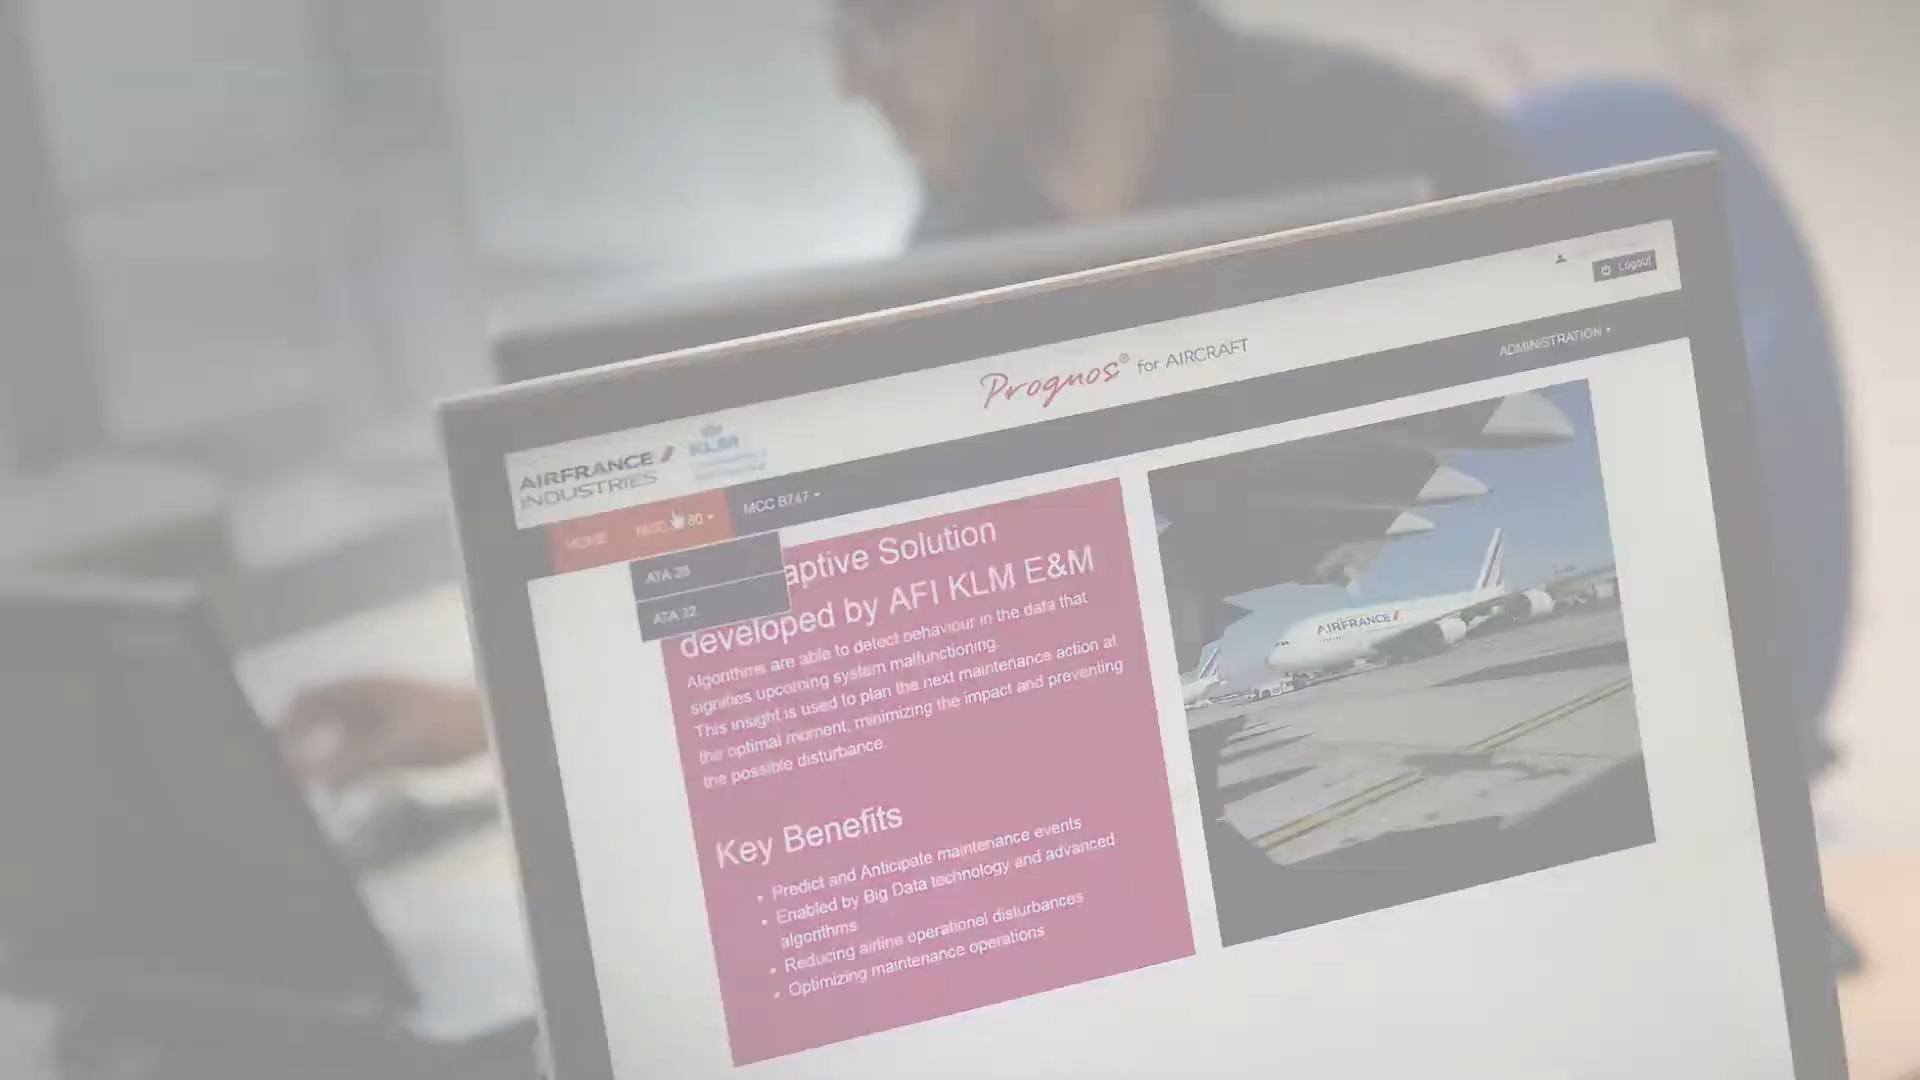 Logout
Prognos® for AIRCRAFT
ADMINISTRATION
AIRFRANCE
INDUSTRIES
KLM
HOME
MCC B747
ATA 28
ATA 32
aptive Solution
developed by AFI KLM E&M
Algorithms are able to detect behaviour in the data that
signifies upcoming system malfunctioning.
This insight is used to plan the next maintenance action at
the optimal moment, minimizing the impact and preventing
the possible disturbance.
AIRFRANCE
Key Benefits
• Predict and Anticipate maintenance events
• Enabled by Big Data technology and advanced
algorithms
• Reducing airline operationel disturbances
• Optimizing maintenance operations